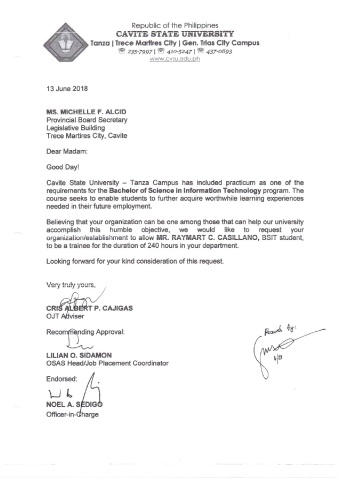 Republic of the Philippines
CAVITE STATE UNIVERSITY
Tanza | Trece Martires City | Gen. Trias City Campus
☎ 235-7997 | ☎ 410-5247 | ☎ 437-0693
www.cvsu.edu.ph
13 June 2018
MS. MICHELLE F. ALCID
Provincial Board Secretary
Legislative Building
Trece Martires City, Cavite
Dear Madam:
Good Day!
Cavite State University – Tanza Campus has included practicum as one of the
requirements for the Bachelor of Science in Information Technology program. The
course seeks to enable students to further acquire worthwhile learning experiences
needed in their future employment.
Believing that your organization can be one among those that can help our university
accomplish this humble objective, we would like to request your
organization/establishment to allow MR. RAYMART C. CASILLANO, BSIT student,
to be a trainee for the duration of 240 hours in your department.
Looking forward for your kind consideration of this request.
Very truly yours,
CRIS ALBERT P. CAJIGAS
OJT Adviser
Recommending Approval:
LILIAN O. SIDAMON
OSAS Head/Job Placement Coordinator
Endorsed:
NOEL A. SEDIGO
Officer-in-Charge
by: